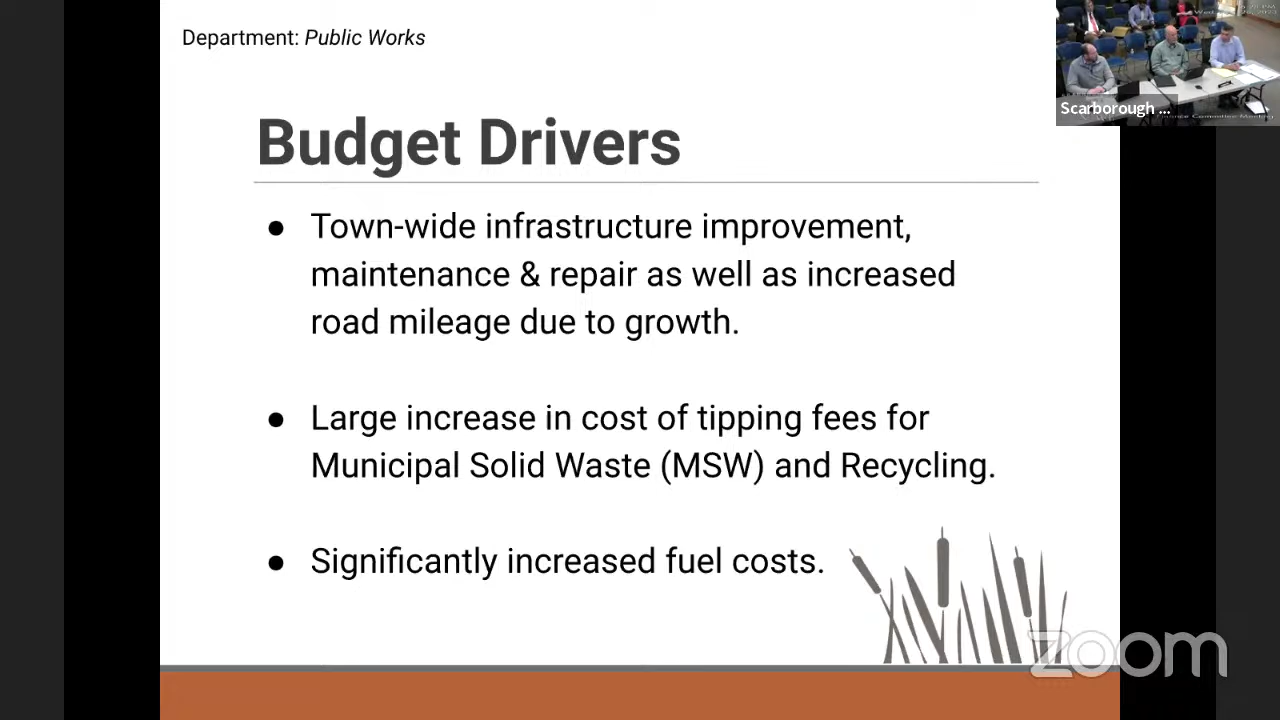 Department: Public Works
Scarborough ...
Budget Drivers
● Town-wide infrastructure improvement,
maintenance & repair as well as increased
road mileage due to growth.
● Large increase in cost of tipping fees for
Municipal Solid Waste (MSW) and Recycling.
● Significantly increased fuel costs.
zoom